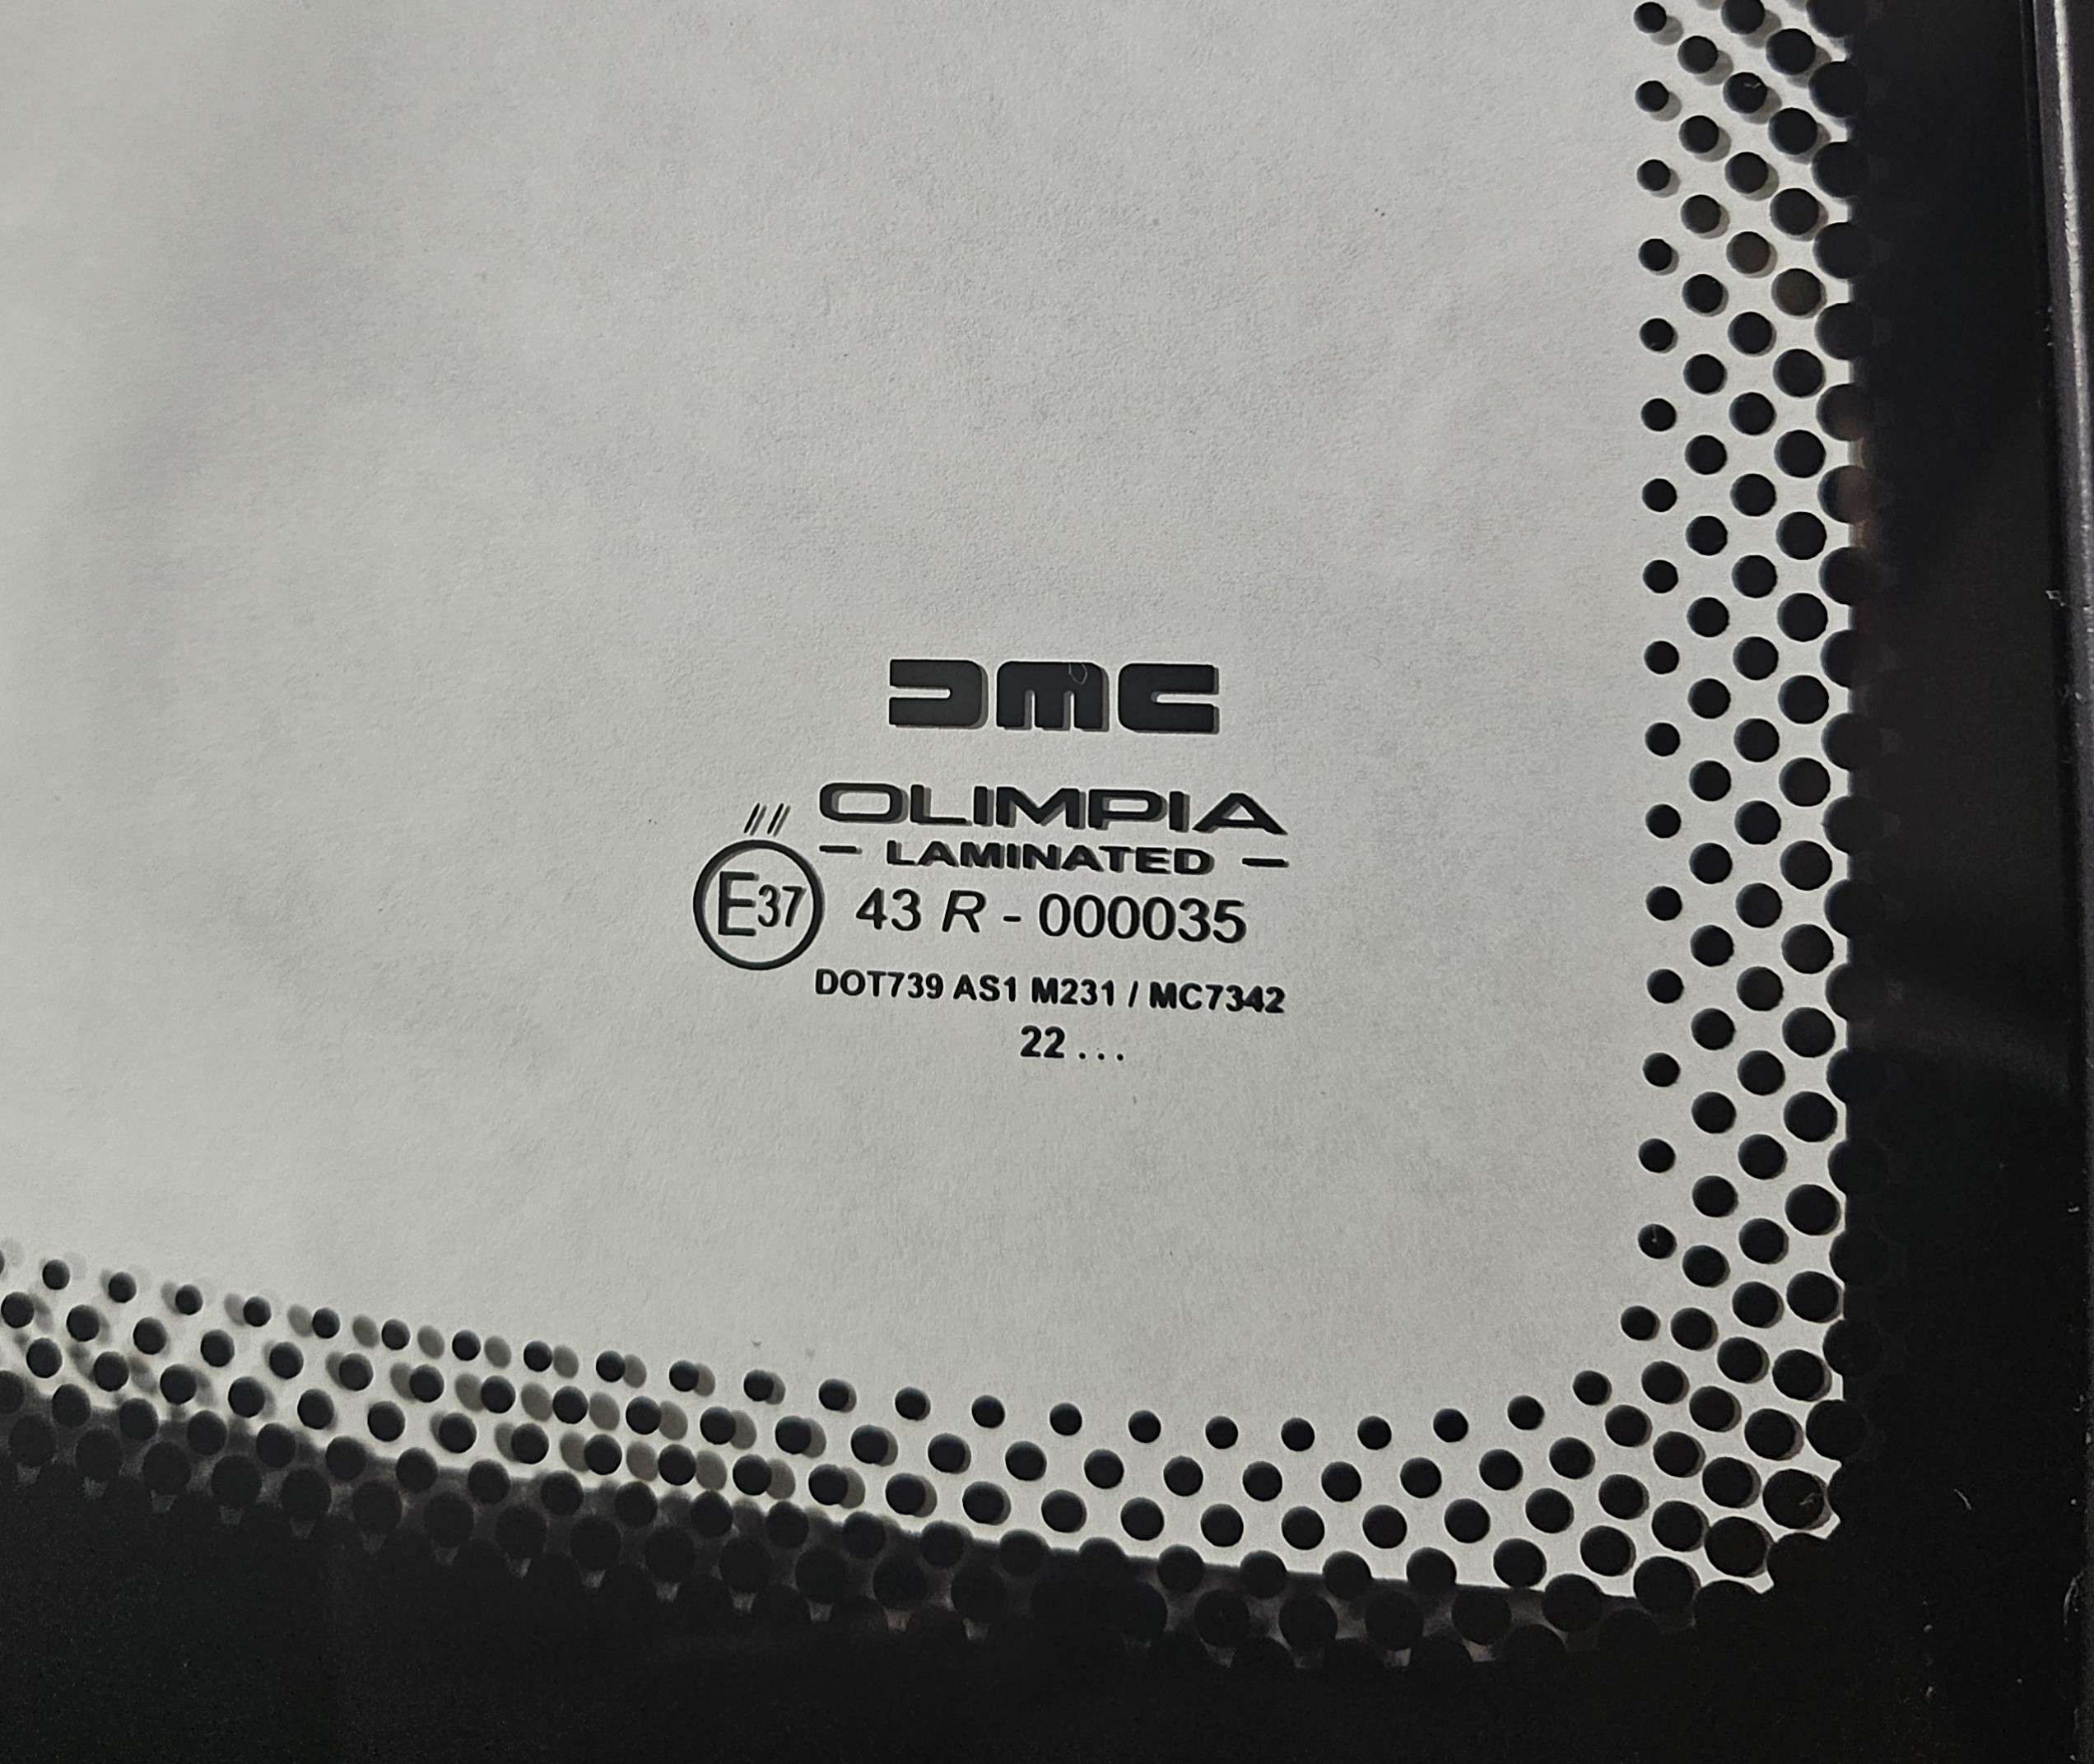 DMC
OLIMPIA
- LAMINATED -
E37 43 R - 000035
DOT739 AS1 M231 / MC7342
22 ...